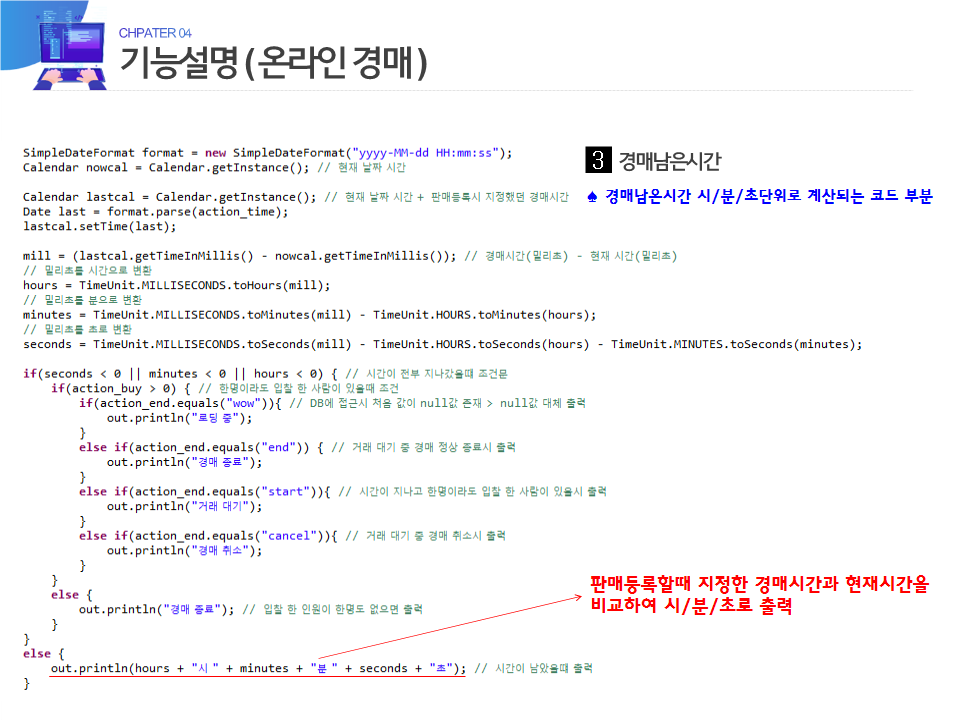 CHPATER 04
기능설명 ( 온라인 경매 )
3 경매남은시간
♠ 경매남은시간 시/분/초단위로 계산되는 코드 부분
SimpleDateFormat format = new SimpleDateFormat("yyyy-MM-dd HH:mm:ss");
Calendar nowcal = Calendar.getInstance(); // 현재 날짜 시간
Calendar lastcal = Calendar.getInstance(); // 현재 날짜 시간 + 판매등록시 지정했던 경매시간
Date last = format.parse(action_time);
lastcal.setTime(last);
mill = (lastcal.getTimeInMillis() - nowcal.getTimeInMillis()); // 경매시간(밀리초) - 현재 시간(밀리초)
// 밀리초를 시간으로 변환
hours = TimeUnit.MILLISECONDS.toHours(mill);
// 밀리초를 분으로 변환
minutes = TimeUnit.MILLISECONDS.toMinutes(mill) - TimeUnit.HOURS.toMinutes(hours);
// 밀리초를 초로 변환
seconds = TimeUnit.MILLISECONDS.toSeconds(mill) - TimeUnit.HOURS.toSeconds(hours) - TimeUnit.MINUTES.toSeconds(minutes);
if(seconds < 0 || minutes < 0 || hours < 0) { // 시간이 전부 지나갔을때 조건문
if(action_buy > 0) { // 한명이라도 입찰 한 사람이 있을때 조건
if(action_end.equals("wow")){ // DB에 접근시 처음 값이 null값 존재 > null값 대체 출력
out.println("로딩 중");
}
else if(action_end.equals("end")) { // 거래 대기 중 경매 정상 종료시 출력
out.println("경매 종료");
}
else if(action_end.equals("start")){ // 시간이 지나고 한명이라도 입찰 한 사람이 있을시 출력
out.println("거래 대기");
}
else if(action_end.equals("cancel")){ // 거래 대기 중 경매 취소시 출력
out.println("경매 취소");
}
}
else {
out.println("경매 종료"); // 입찰 한 인원이 한명도 없으면 출력
}
}
else {
out.println(hours + "시 " + minutes + "분 " + seconds + "초"); // 시간이 남았을때 출력
}
판매등록할때 지정한 경매시간과 현재시간을
비교하여 시/분/초로 출력